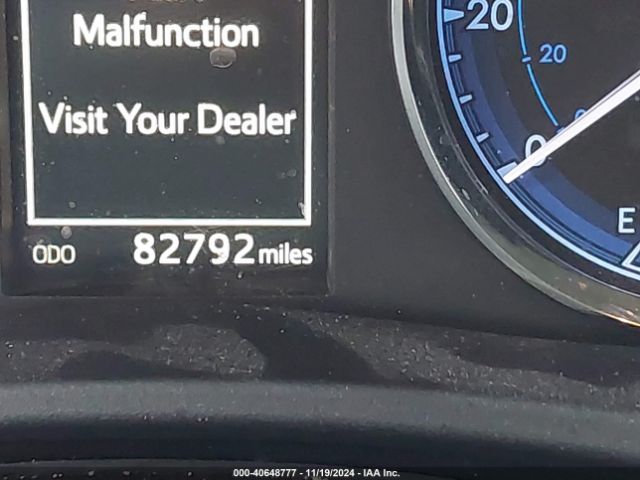 Malfunction
Visit Your Dealer
ODO 82792 miles
20
20
0
E
000-40648777 - 11/19/2024 - IAA Inc.